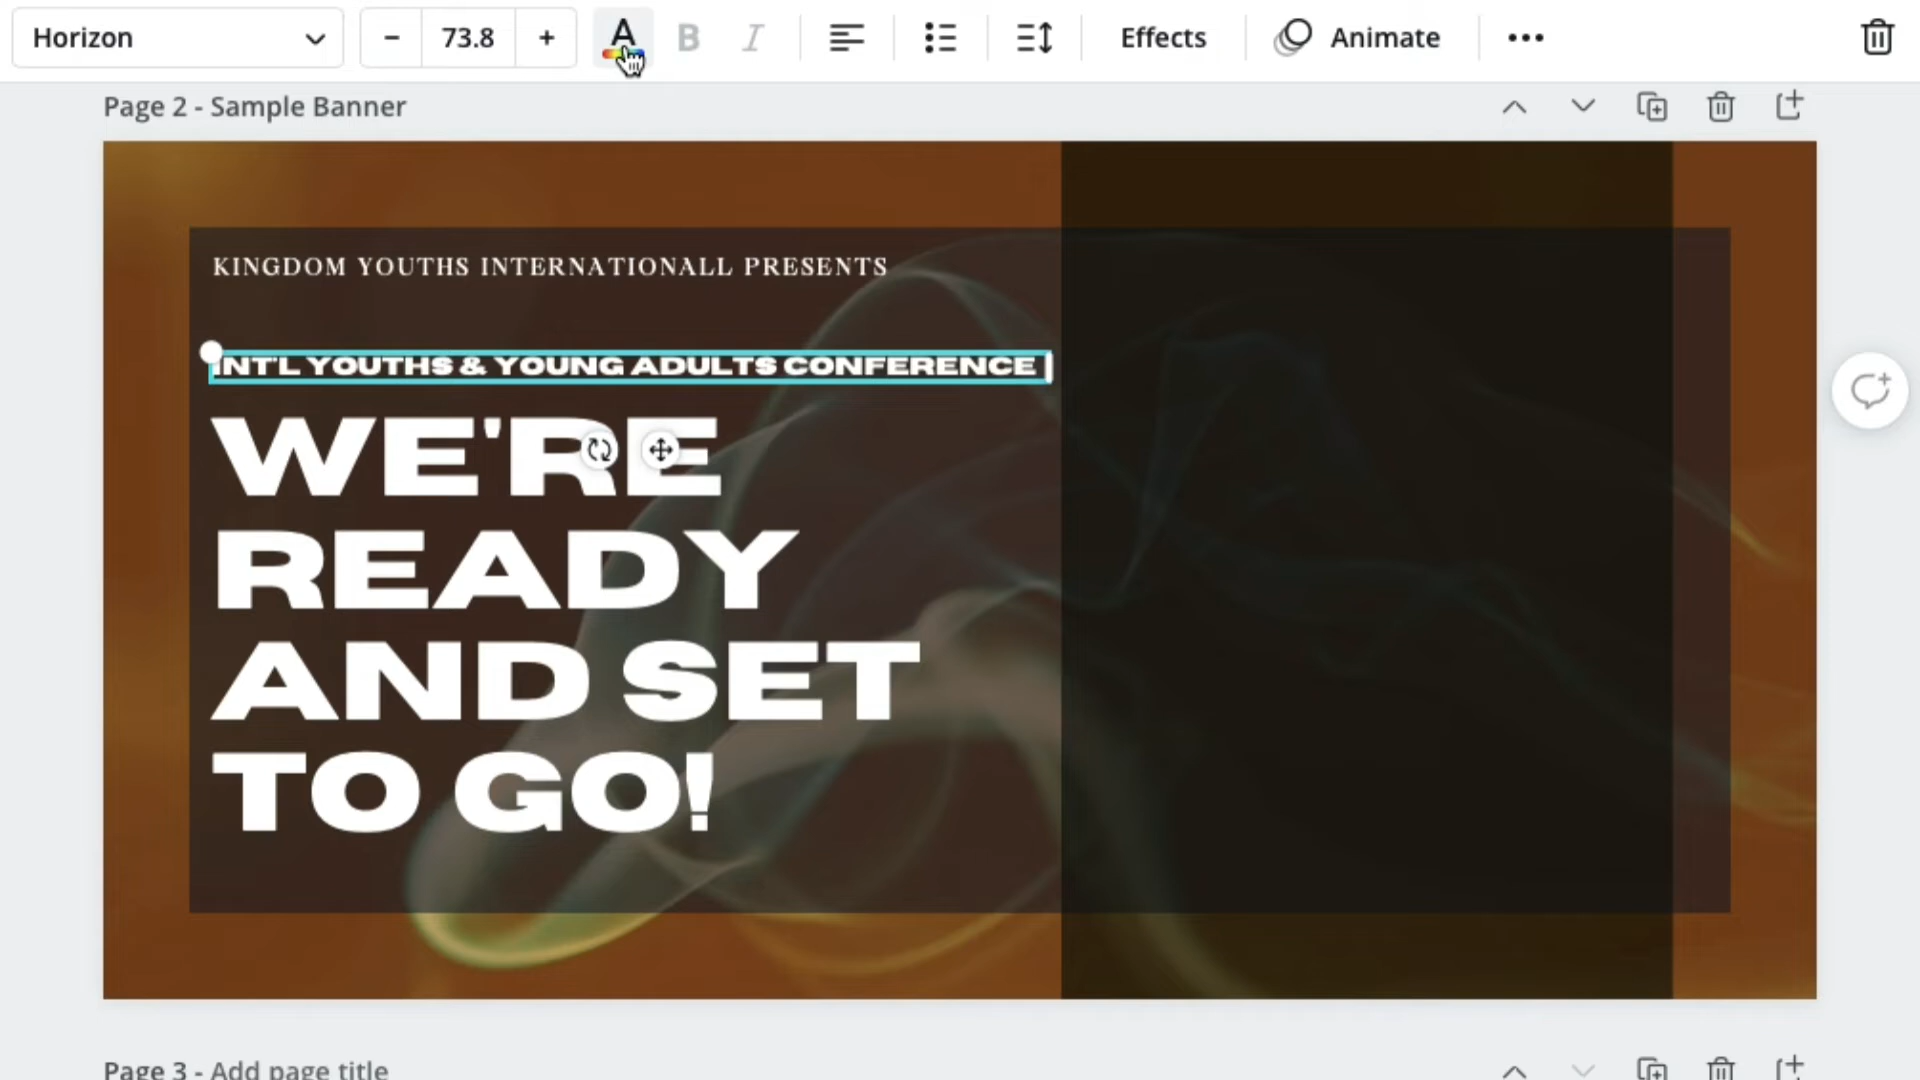 Horizon
- 73.8 + A B I Effects Animate
Page 2 - Sample Banner
KINGDOM YOUTHS INTERNATIONALL PRESENTS
INT'L YOUTHS & YOUNG ADULTS CONFERENCE
WE'RE
READY
AND SET
TO GO!
Page 3 - Add page title